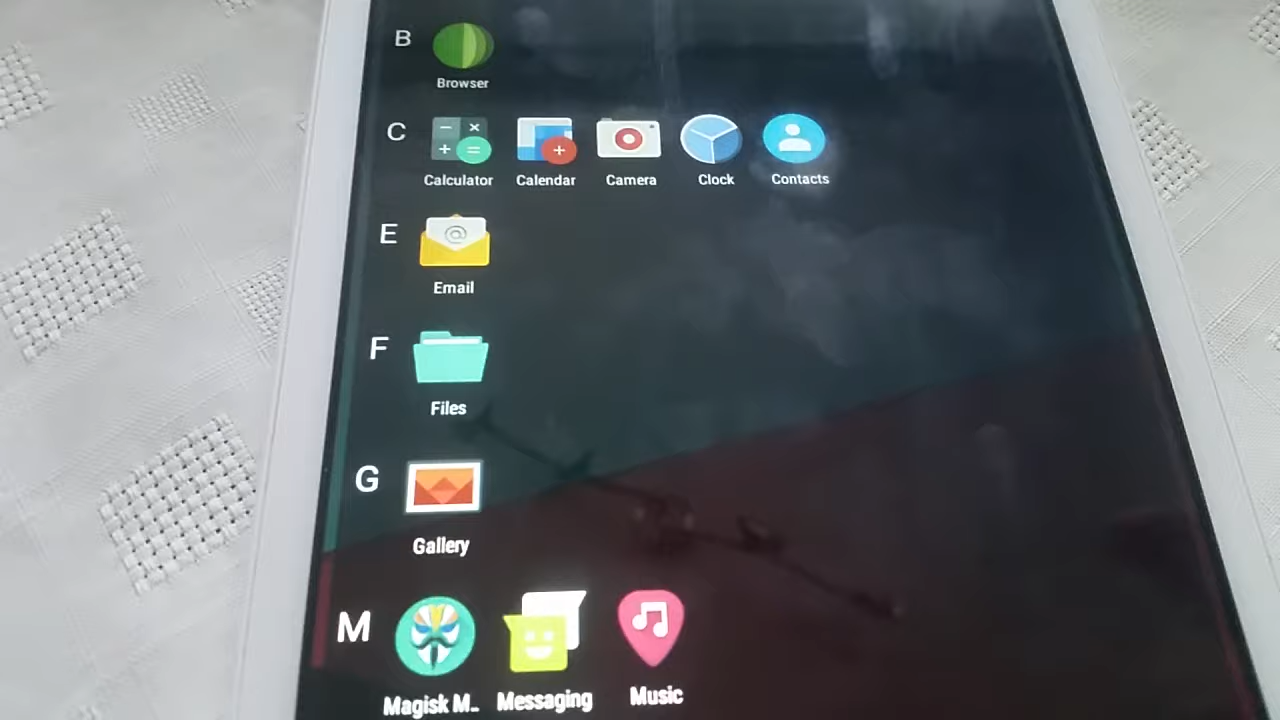 B
Browser
C
Calculator Calendar Camera Clock Contacts
E
Email
F
Files
G
Gallery
M
Magisk M.. Messaging Music